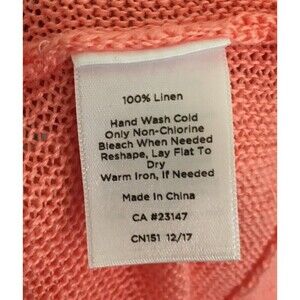 100% Linen
Hand Wash Cold
Only Non-Chlorine
Bleach When Needed
Reshape, Lay Flat To
Dry
Warm Iron, If Needed
Made in China
CA #23147
CN151 12/17